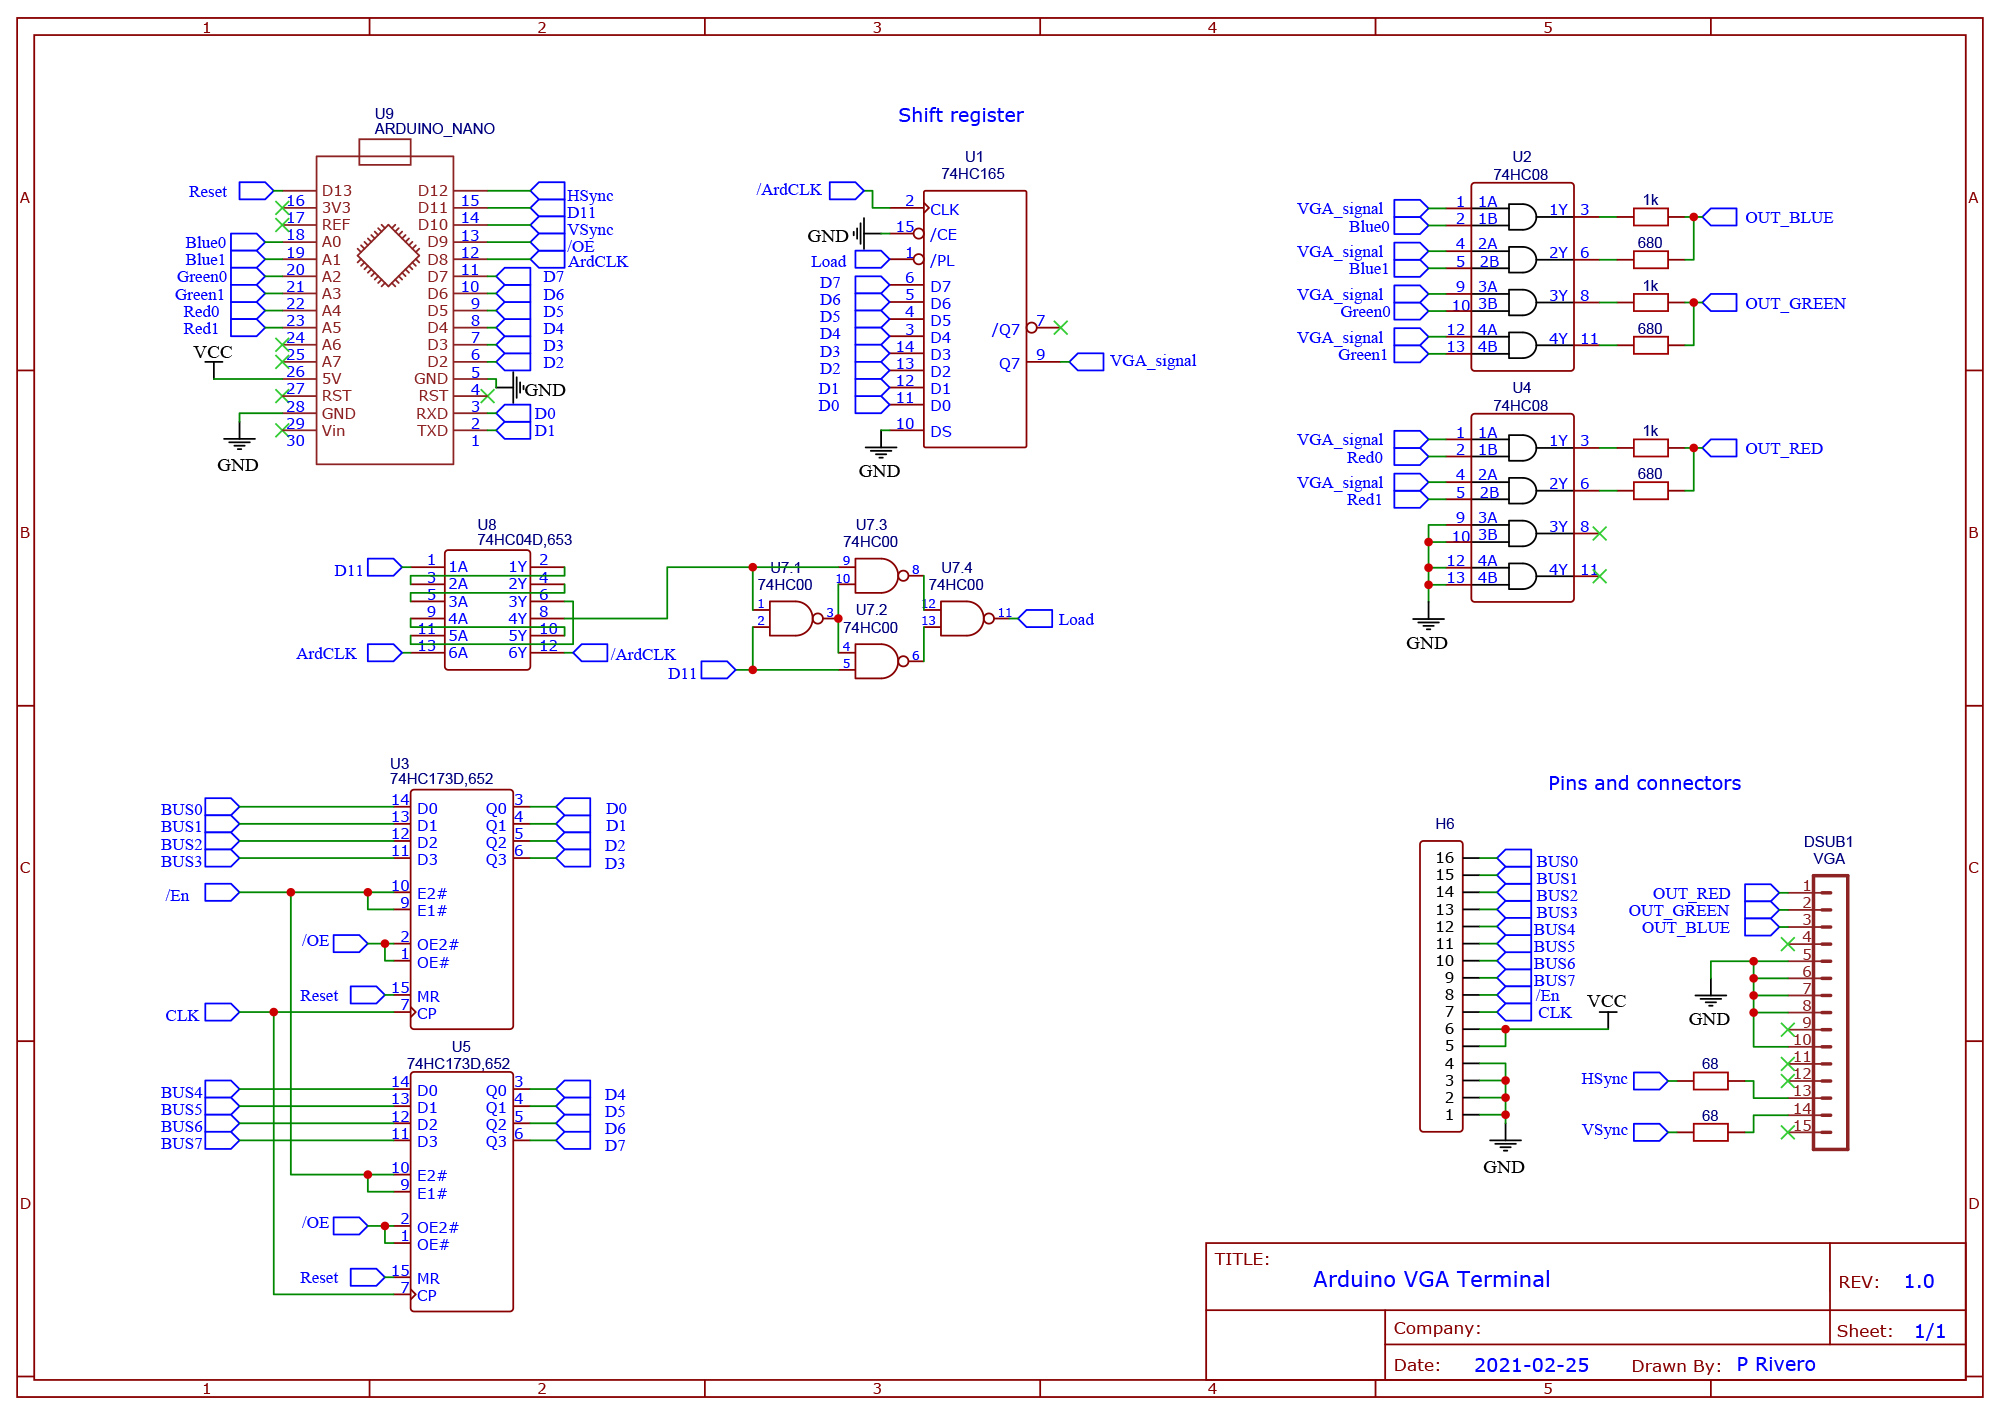 1 2 3 4 5
A
B
C
D
U9
ARDUINO_NANO
Reset
D13 D12 HSync
16 3V3 D11 15 D11
17 REF D10 14 VSync
18 A0 D9 13 /OE
Blue0
19 A1 D8 12 ArdCLK
Blue1
20 A2 D7 11 D7
Green0
21 A3 D6 10 D6
Green1
22 A4 D5 9 D5
Red0
23 A5 D4 8 D4
Red1
24 A6 D3 7 D3
VCC
25 A7 D2 6 D2
26 5V GND 5 GND
27 RST RST 4
28 GND RXD 3 D0
29 Vin TXD 2 D1
30 1
GND
Shift register
U1
74HC165
/ArdCLK 2 CLK
GND 15 /CE
Load 1 /PL
D7 6 D7
D6 5 D6
D5 4 D5
D4 3 D4
D3 14 D3
D2 13 D2
D1 12 D1
D0 11 D0
10 DS
GND
/Q7 7
Q7 9 VGA_signal
U2
74HC08
VGA_signal 1 1A 1Y 3 1k OUT_BLUE
Blue0 2 1B
VGA_signal 4 2A 2Y 6 680
Blue1 5 2B
VGA_signal 9 3A 3Y 8 1k OUT_GREEN
Green0 10 3B
VGA_signal 12 4A 4Y 11 680
Green1 13 4B
U4
74HC08
VGA_signal 1 1A 1Y 3 1k OUT_RED
Red0 2 1B
VGA_signal 4 2A 2Y 6 680
Red1 5 2B
9 3A 3Y 8
10 3B
12 4A 4Y 11
13 4B
GND
U8
74HC04D,653
D11 1 1A 1Y 2
3 2A 2Y 4
5 3A 3Y 6
9 4A 4Y 8
11 5A 5Y 10
ArdCLK 13 6A 6Y 12 /ArdCLK
U7.3
74HC00
9 10 8
U7.1
74HC00
1 2 3
U7.2
74HC00
4 5 6
U7.4
74HC00
12 13 11 Load
D11
U3
74HC173D,652
BUS0 14 D0 Q0 3 D0
BUS1 13 D1 Q1 4 D1
BUS2 12 D2 Q2 5 D2
BUS3 11 D3 Q3 6 D3
/En 10 E2#
9 E1#
/OE 2 OE2#
1 OE#
Reset 15 MR
CLK 7 CP
U5
74HC173D,652
BUS4 14 D0 Q0 3 D4
BUS5 13 D1 Q1 4 D5
BUS6 12 D2 Q2 5 D6
BUS7 11 D3 Q3 6 D7
10 E2#
9 E1#
/OE 2 OE2#
1 OE#
Reset 15 MR
7 CP
Pins and connectors
H6
16 BUS0
15 BUS1
14 BUS2
13 BUS3
12 BUS4
11 BUS5
10 BUS6
9 BUS7
8 /En
7 CLK
6 VCC
5
4
3
2
1
GND
DSUB1
VGA
OUT_RED 1
OUT_GREEN 2
OUT_BLUE 3
4
5
6
7
GND 8
9
10
11
12
HSync 68 13
14
VSync 68 15
TITLE:
Arduino VGA Terminal
REV: 1.0
Company:
Sheet: 1/1
Date: 2021-02-25 Drawn By: P Rivero
A
B
C
D
1 2 3 4 5